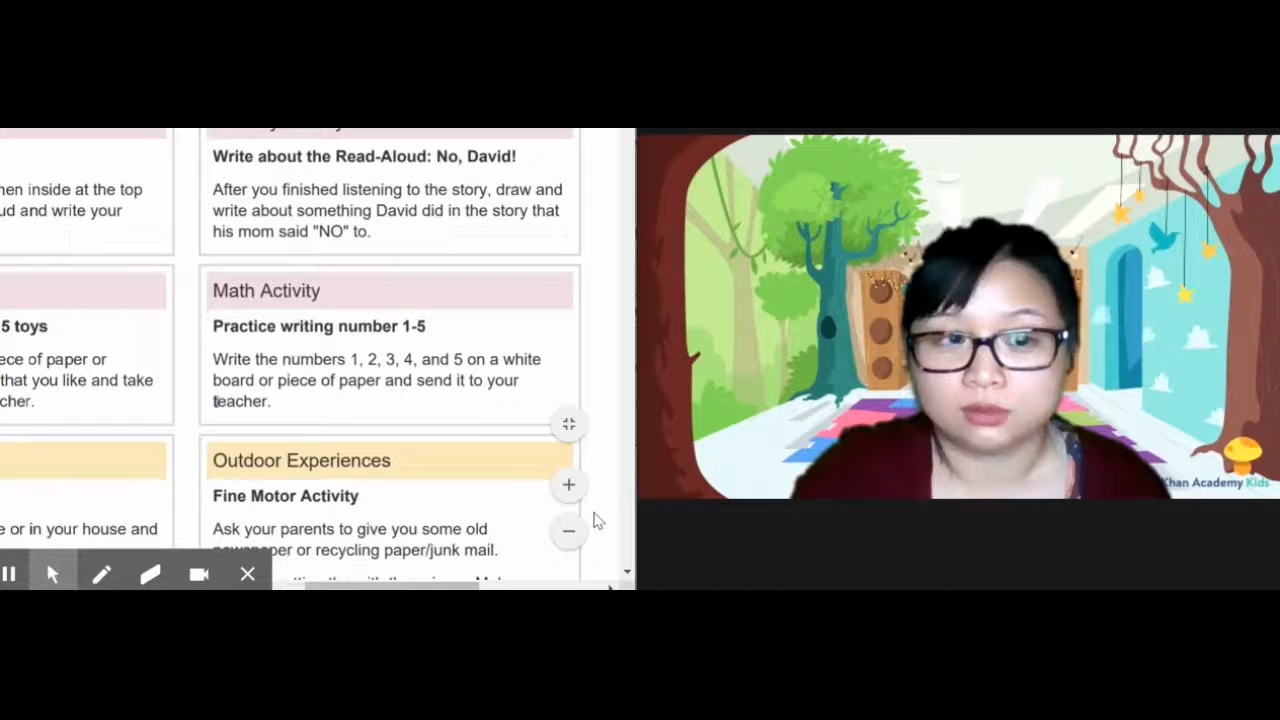 Write about the Read-Aloud: No, David!
hen inside at the top
ud and write your
After you finished listening to the story, draw and
write about something David did in the story that
his mom said "NO" to.
5 toys
ece of paper or
that you like and take
cher.
Math Activity
Practice writing number 1-5
Write the numbers 1, 2, 3, 4, and 5 on a white
board or piece of paper and send it to your
teacher.
e or in your house and
Outdoor Experiences
Fine Motor Activity
Ask your parents to give you some old
newspaper or recycling paper/junk mail.
Khan Academy Kids